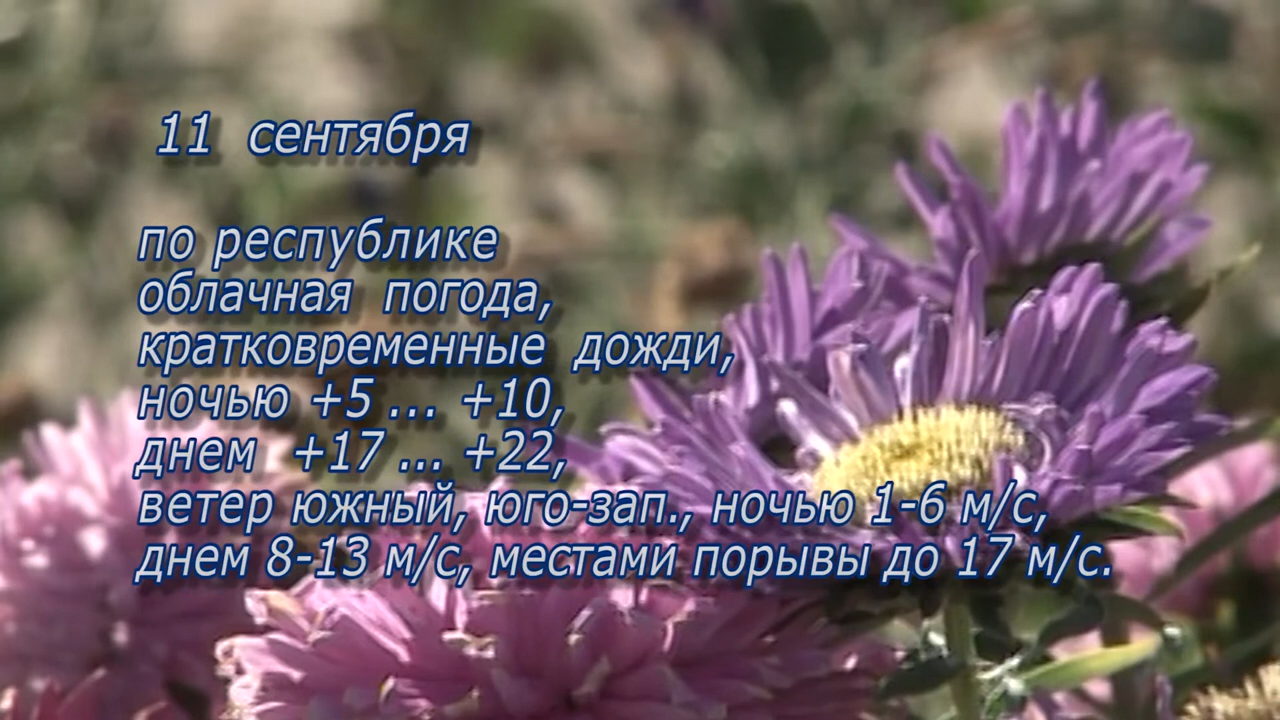 11 сентября
по республике
облачная погода,
кратковременные дожди,
ночью +5 ... +10,
днем +17 ... +22,
ветер южный, юго-зап., ночью 1-6 м/с,
днем 8-13 м/с, местами порывы до 17 м/с.